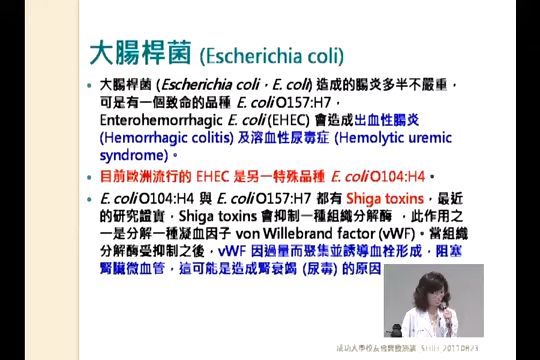 大腸桿菌 (Escherichia coli)
• 大腸桿菌 (Escherichia coli，E. coli) 造成的腸炎多半不嚴重，
可是有一個致命的品種 E. coli O157:H7，
Enterohemorrhagic E. coli (EHEC) 會造成出血性腸炎
(Hemorrhagic colitis) 及溶血性尿毒症 (Hemolytic uremic
syndrome)。
• 目前歐洲流行的 EHEC 是另一特殊品種 E. coli O104:H4。
• E. coli O104:H4 與 E. coli O157:H7 都有 Shiga toxins，最近
的研究證實，Shiga toxins 會抑制一種組織分解酶，此作用之
一是分解一種凝血因子 von Willebrand factor (vWF)。當組織
分解酶受抑制之後，vWF 因過量而聚集並誘導血栓形成，阻塞
腎臟微血管，這可能是造成腎衰竭 (尿毒) 的原因
成功大學校友會醫題演講 20110823